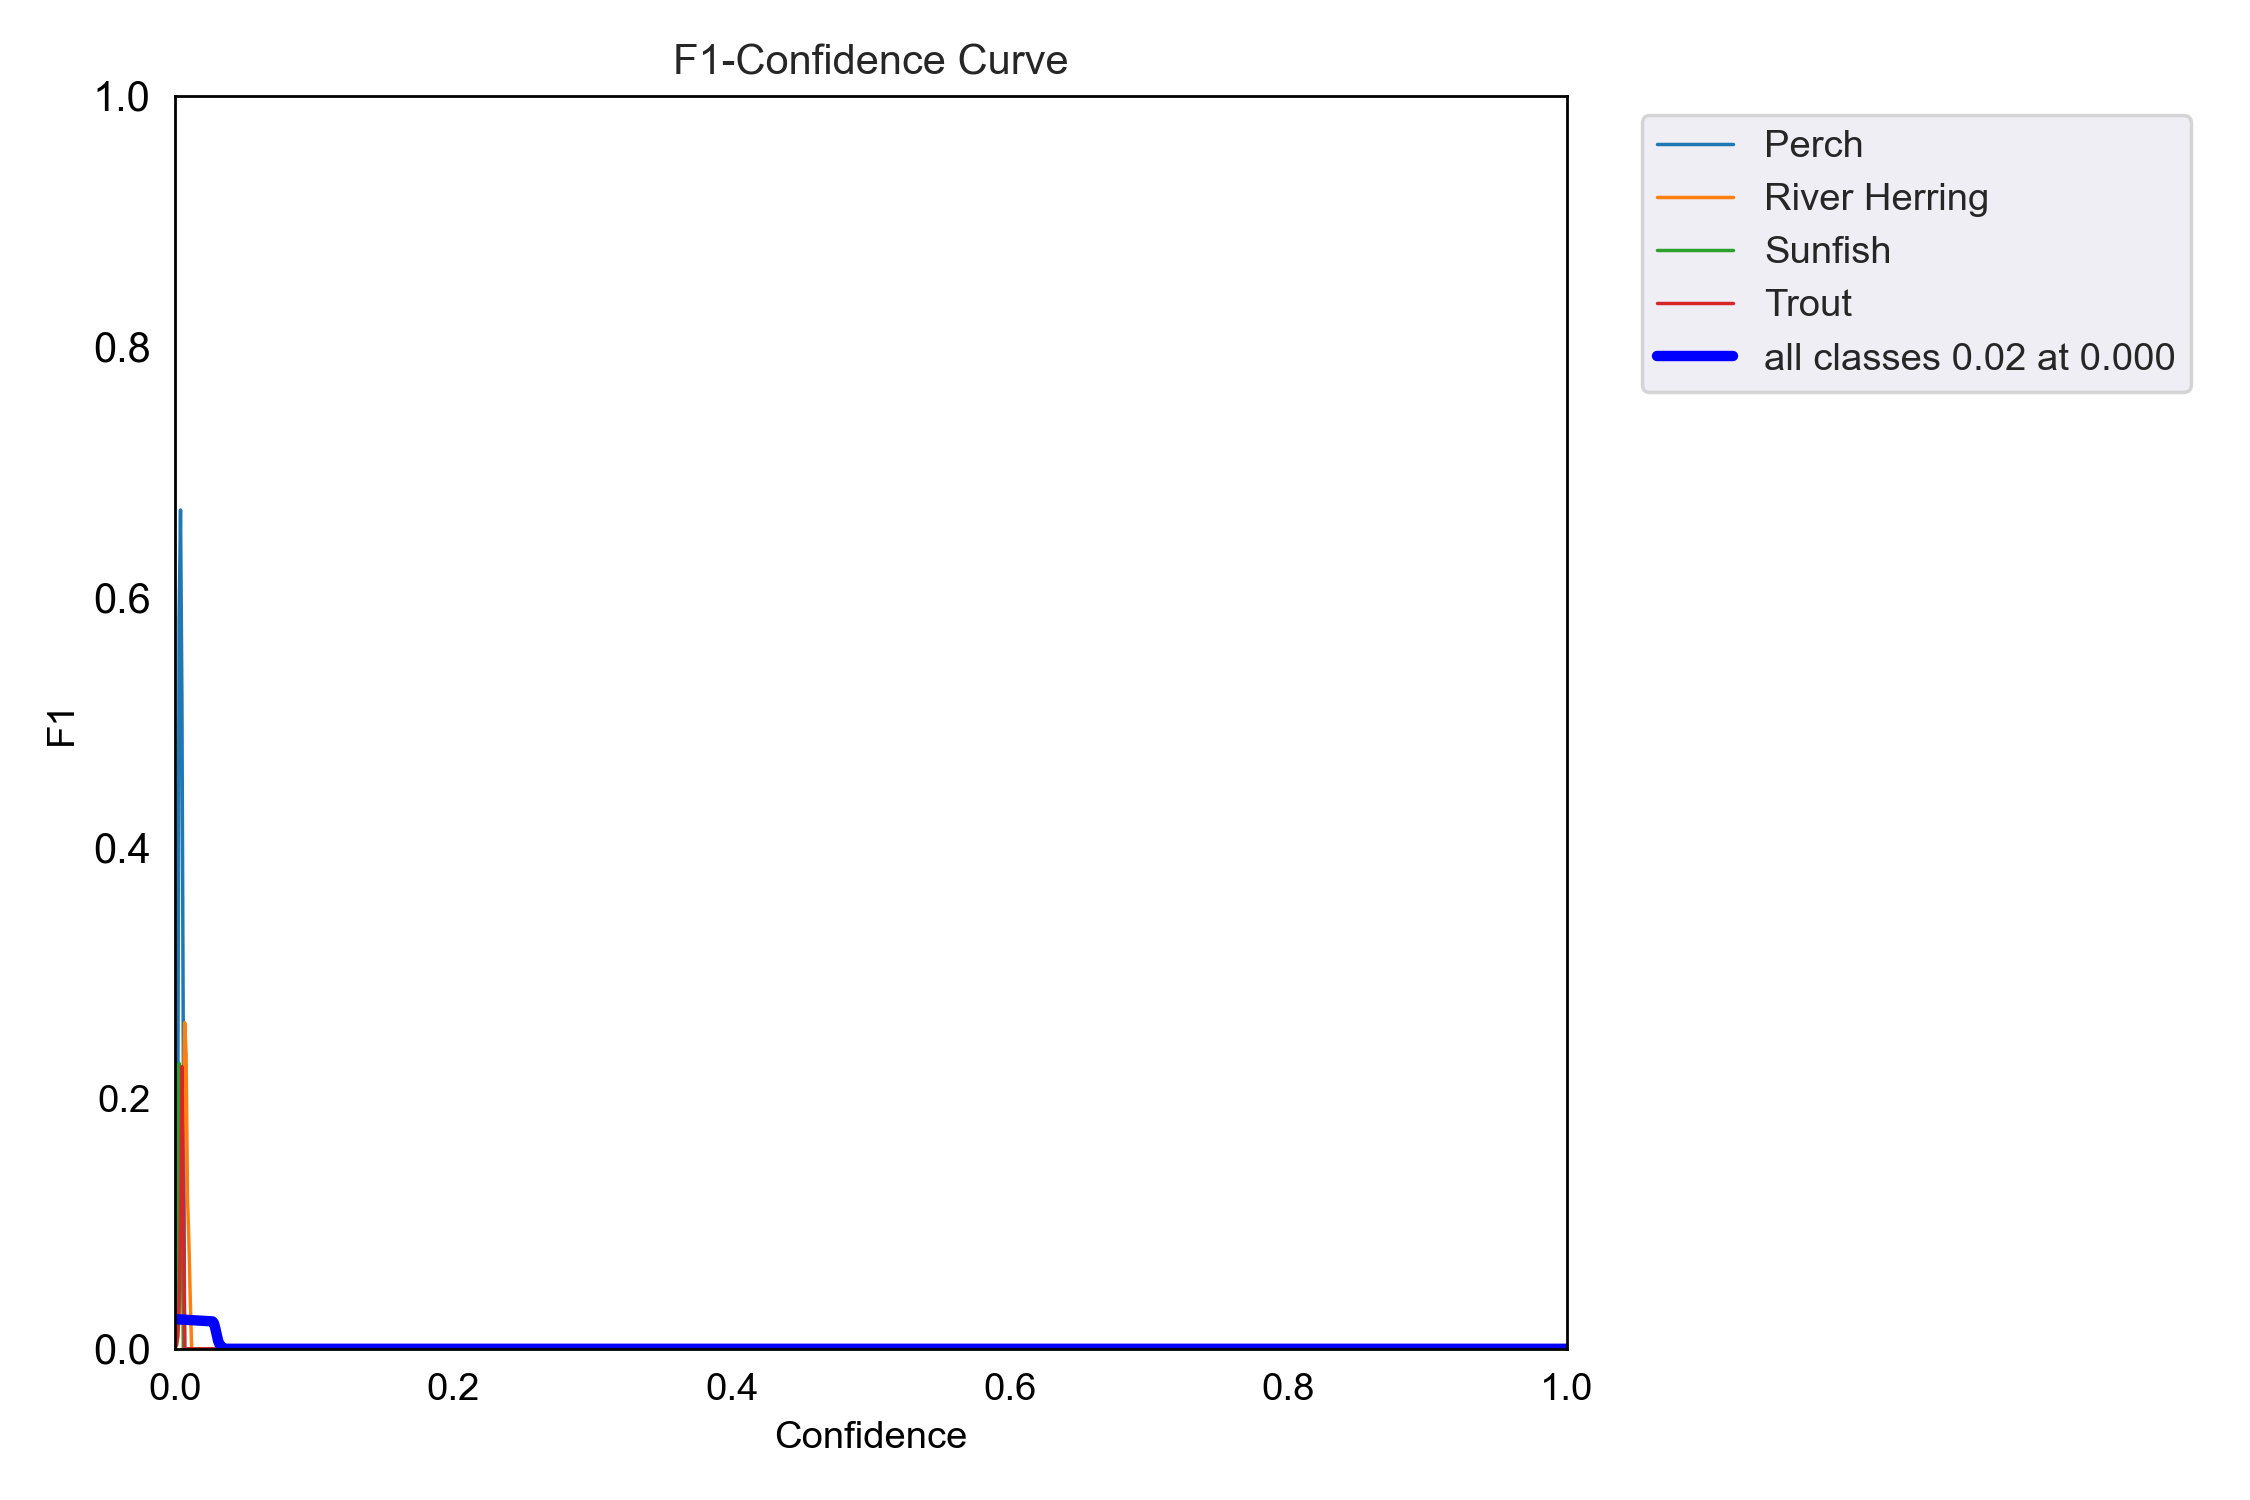 F1-Confidence Curve
1.0
0.8
0.6
0.4
0.2
0.0
F1
0.0 0.2 0.4 0.6 0.8 1.0
Confidence
Perch
River Herring
Sunfish
Trout
all classes 0.02 at 0.000